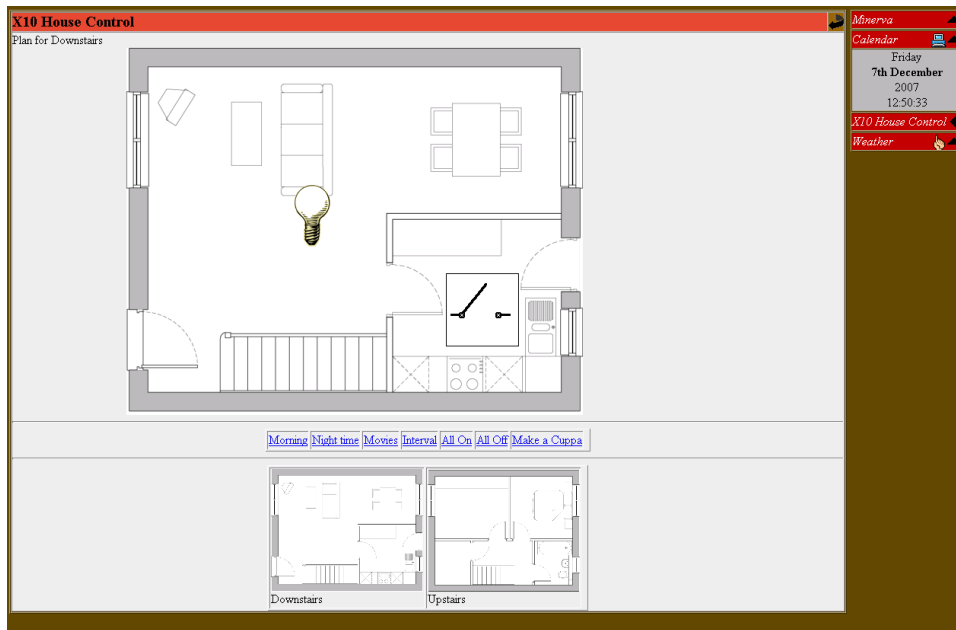 X10 House Control
Plan for Downstairs
Morning Night time Movies Interval All On All Off Make a Cuppa
Downstairs
Upstairs
Minerva
Calendar
Friday
7th December
2007
12:50:33
X10 House Control
Weather